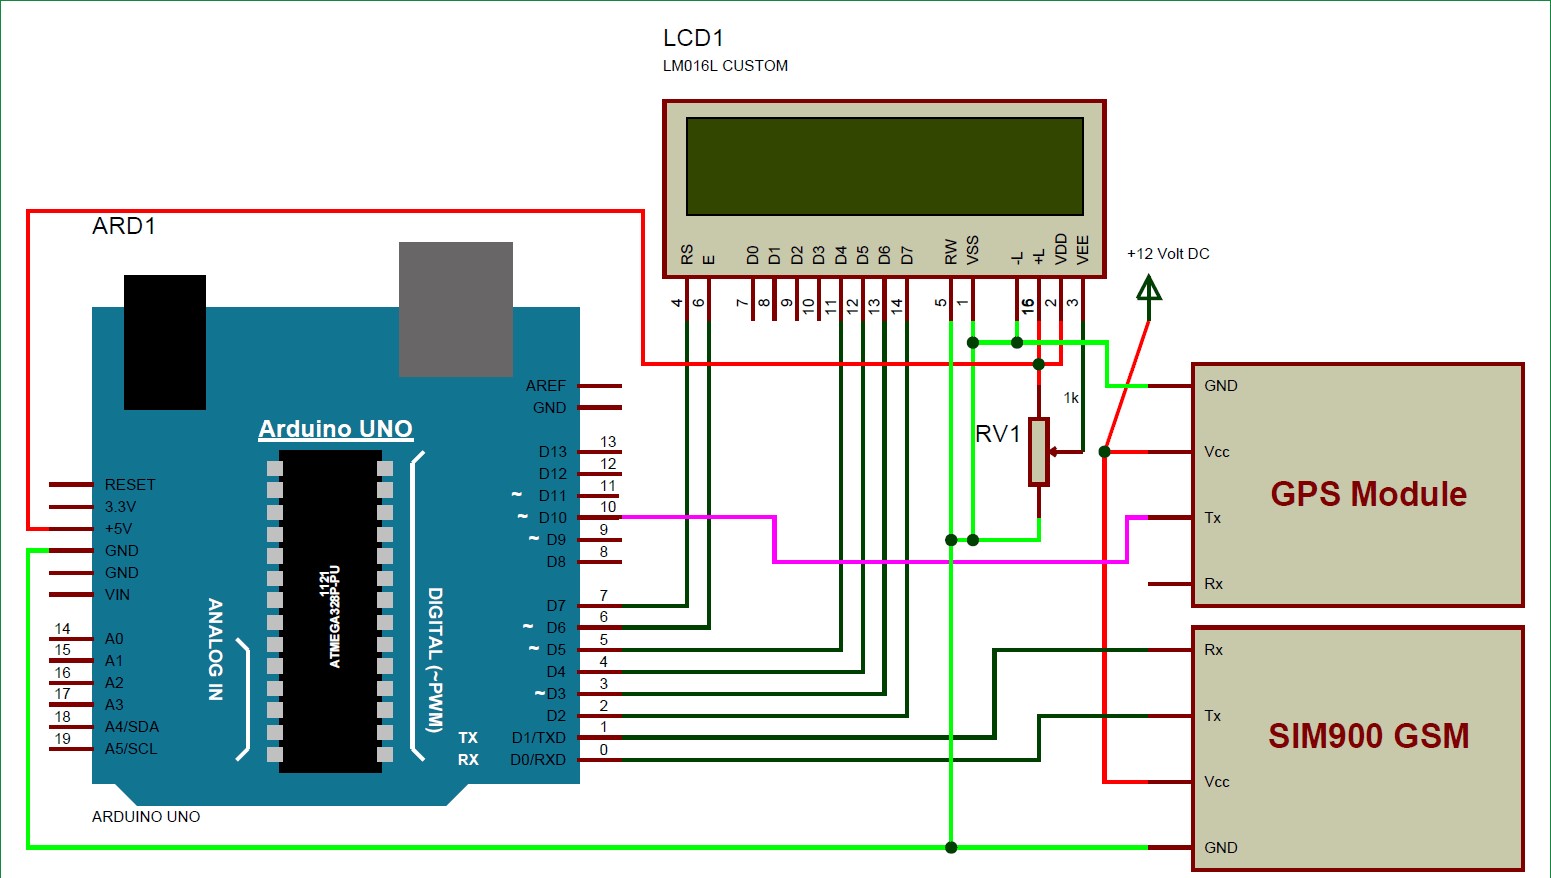 LCD1
LM016L CUSTOM
RS
E
D0
D1
D2
D3
D4
D5
D6
D7
RW
VSS
-L
+L
VDD
VEE
4
6
7
8
9
10
11
12
13
14
5
1
16
2
3
+12 Volt DC
ARD1
Arduino UNO
AREF
GND
D13 13
D12 12
~ D11 11
~ D10 10
~ D9 9
D8 8
D7 7
~ D6 6
~ D5 5
D4 4
~ D3 3
D2 2
TX D1/TXD 1
RX D0/RXD 0
RESET
3.3V
+5V
GND
GND
VIN
14 A0
15 A1
16 A2
17 A3
18 A4/SDA
19 A5/SCL
ANALOG IN
1121
ATMEGA328P-PU
DIGITAL (~PWM)
ARDUINO UNO
1k
RV1
GND
Vcc
GPS Module
Tx
Rx
Rx
Tx
SIM900 GSM
Vcc
GND